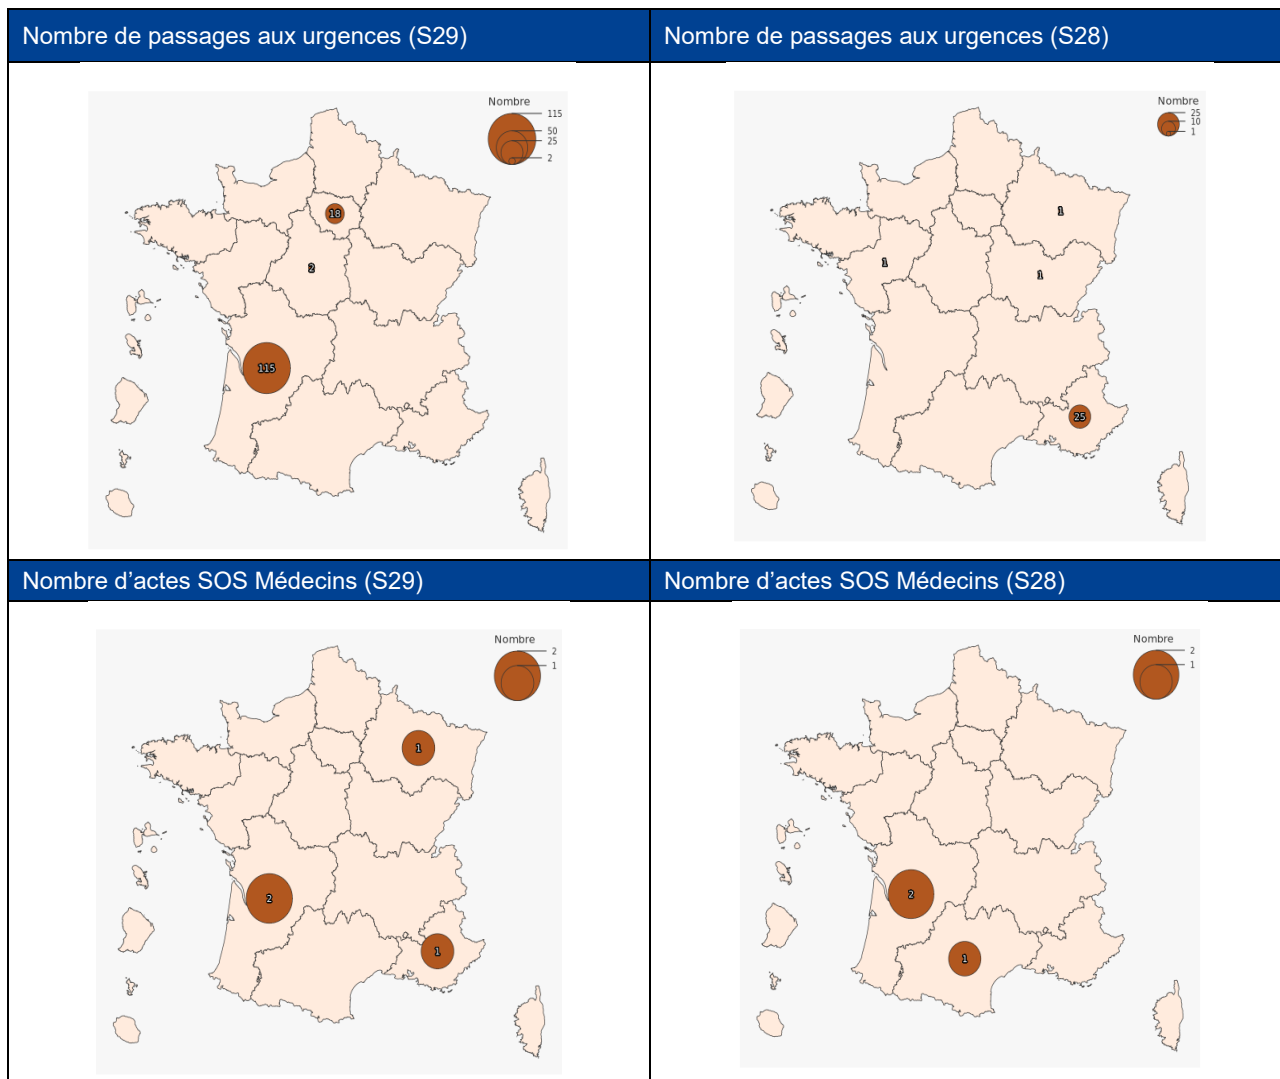 Nombre de passages aux urgences (S29)
Nombre de passages aux urgences (S28)
Nombre
115
50
25
2
18
2
115
Nombre
25
10
1
1
1
1
25
Nombre d’actes SOS Médecins (S29)
Nombre d’actes SOS Médecins (S28)
Nombre
2
1
1
2
1
Nombre
2
1
2
1